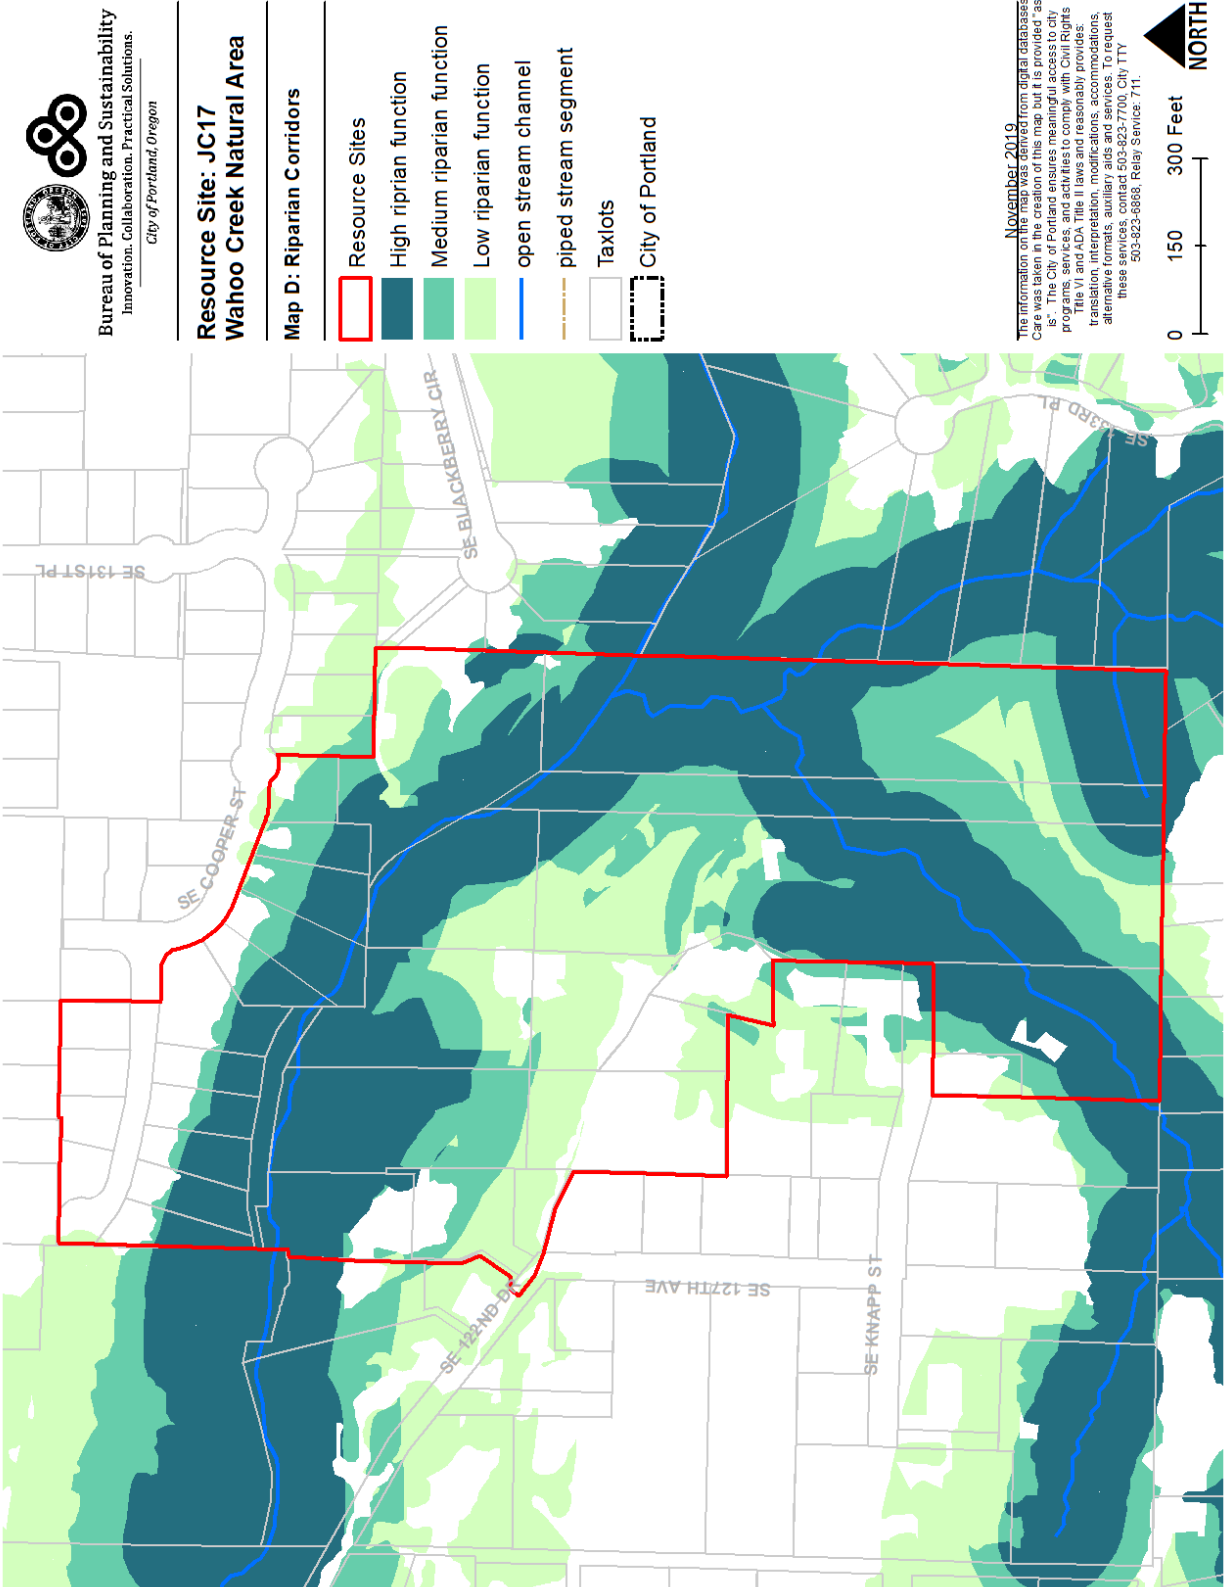 Bureau of Planning and Sustainability
Innovation. Collaboration. Practical Solutions.
City of Portland, Oregon
Resource Site: JC17
Wahoo Creek Natural Area
Map D: Riparian Corridors
Resource Sites
High riprian function
Medium riparian function
Low riparian function
open stream channel
piped stream segment
Taxlots
City of Portland
November 2019
The information on the map was derived from digital databases
Care was taken in the creation of this map but it is provided "as
is". The City of Portland ensures meaningful access to city
programs, services, and activities to comply with Civil Rights
Title VI and ADA Title II laws and reasonably provides:
translation, interpretation, modifications, accommodations,
alternative formats, auxiliary aids and services. To request
these services, contact 503-823-7700, City TTY
503-823-6868, Relay Service: 711.
0 150 300 Feet
NORTH
SE 131ST PL
SE BLACKBERRY CIR
SE COOPER ST
SE 133RD PL
SE 122ND DR
SE 127TH AVE
SE KNAPP ST